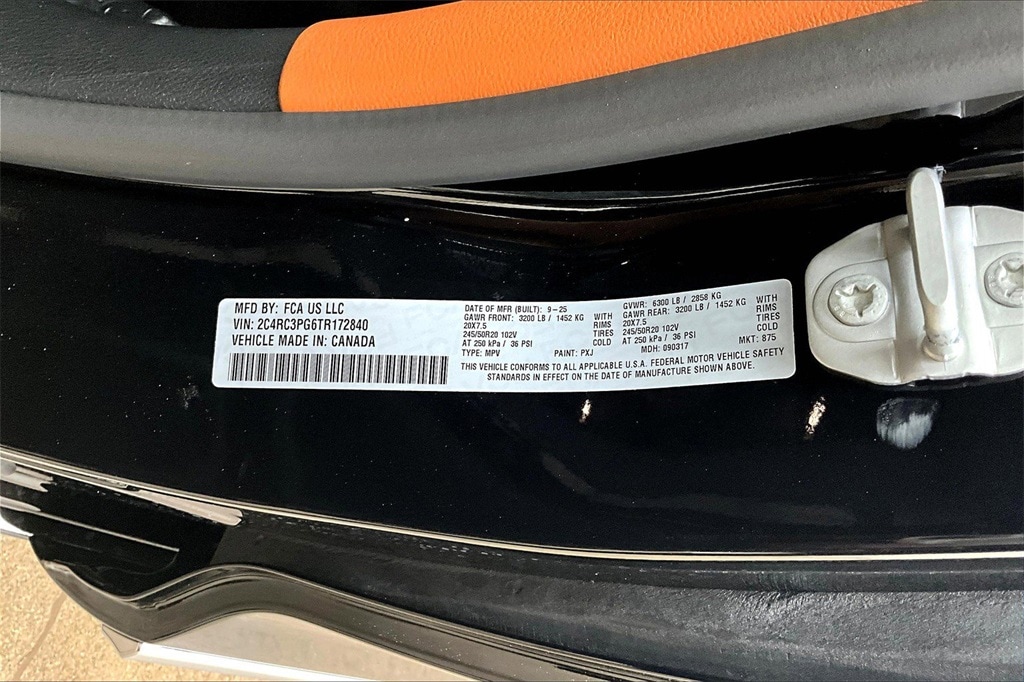 MFD BY: FCA US LLC
VIN: 2C4RC3PG6TR172840
VEHICLE MADE IN: CANADA
DATE OF MFR (BUILT): 9-25
GVWR: 6300 LB / 2858 KG
GAWR FRONT: 3200 LB / 1452 KG WITH
GAWR REAR: 3200 LB / 1452 KG WITH
20X7.5 RIMS
20X7.5 RIMS
245/50R20 102V TIRES
245/50R20 102V TIRES
AT 250 kPa / 36 PSI COLD
AT 250 kPa / 36 PSI COLD
TYPE: MPV PAINT: PXJ MDH: 090317 MKT: 875
THIS VEHICLE CONFORMS TO ALL APPLICABLE U.S.A. FEDERAL MOTOR VEHICLE SAFETY
STANDARDS IN EFFECT ON THE DATE OF MANUFACTURE SHOWN ABOVE.